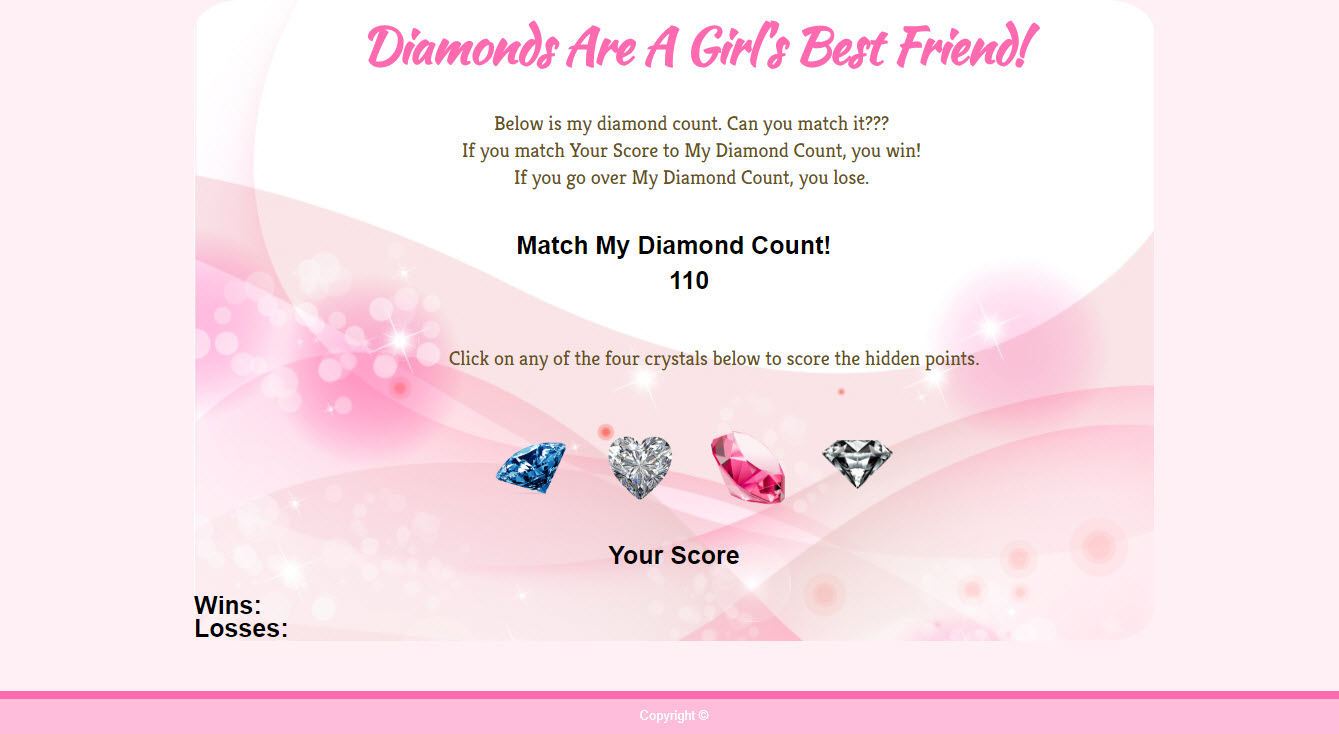 Diamonds Are A Girl's Best Friend!
Below is my diamond count. Can you match it???
If you match Your Score to My Diamond Count, you win!
If you go over My Diamond Count, you lose.
Match My Diamond Count!
110
Click on any of the four crystals below to score the hidden points.
Your Score
Wins:
Losses:
Copyright ©